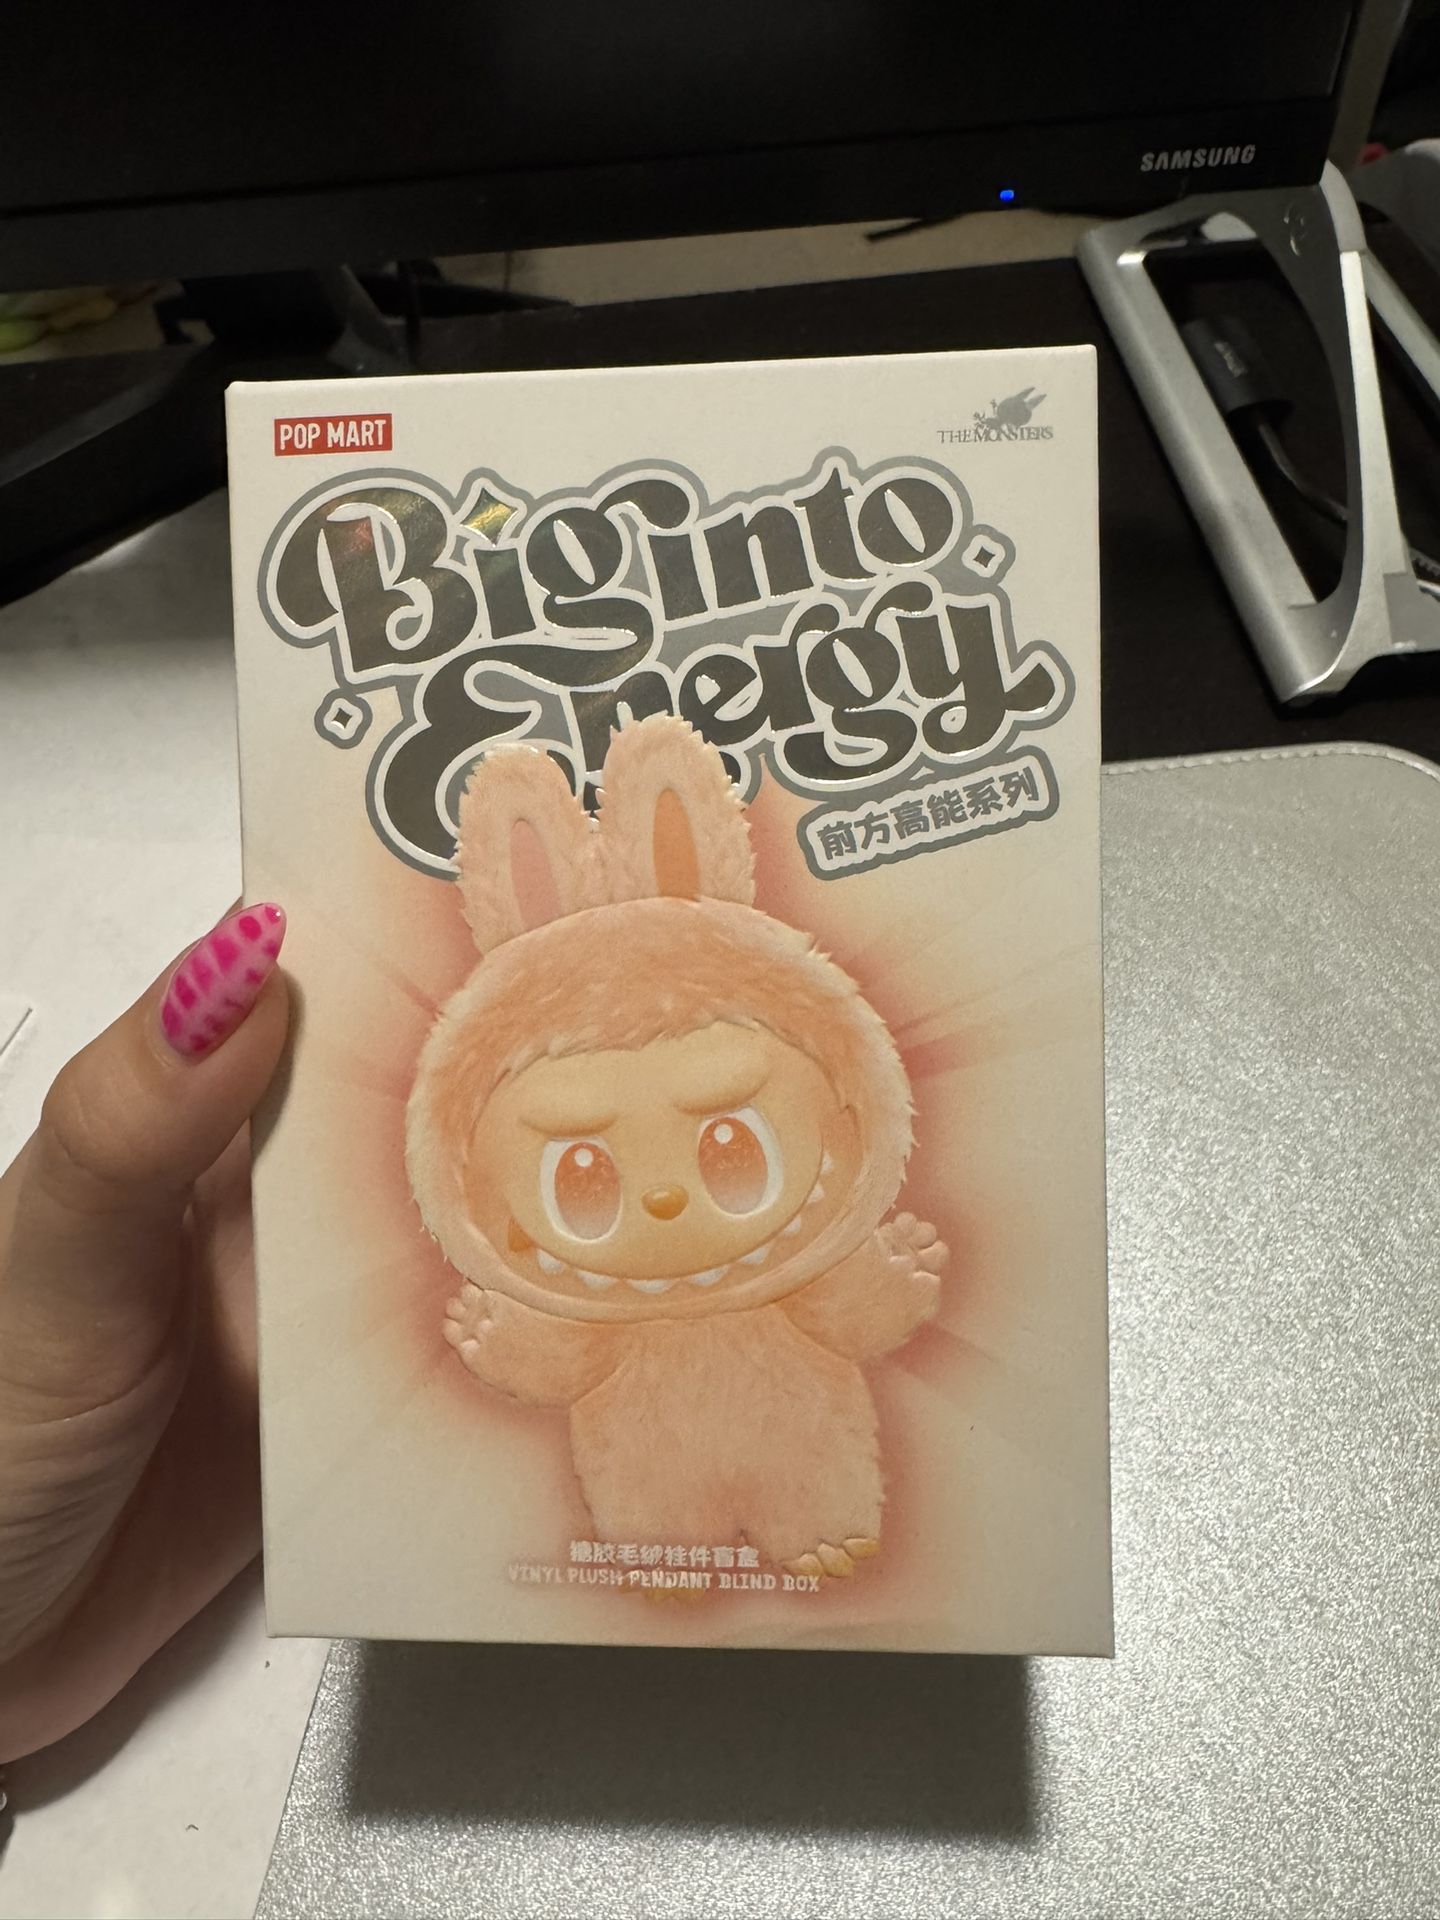 SAMSUNG
POP MART
THE MONSTERS
Big into
Energy
前方高能系列
搪胶毛绒挂件盲盒
VINYL PLUSH PENDANT BLIND BOX